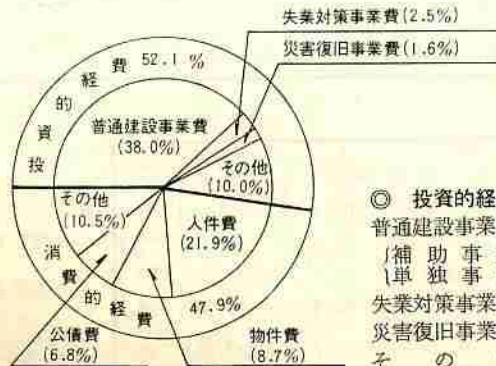 失業対策事業費(2.5%)
災害復旧事業費(1.6%)
投資的経費 52.1%
普通建設事業費
(38.0%)
その他
(10.0%)
その他
(10.5%)
人件費
(21.9%)
消費的経費 47.9%
公債費
(6.8%)
物件費
(8.7%)
◎ 投資的経
普通建設事業
補助事
単独事
失業対策事業
災害復旧事業
その